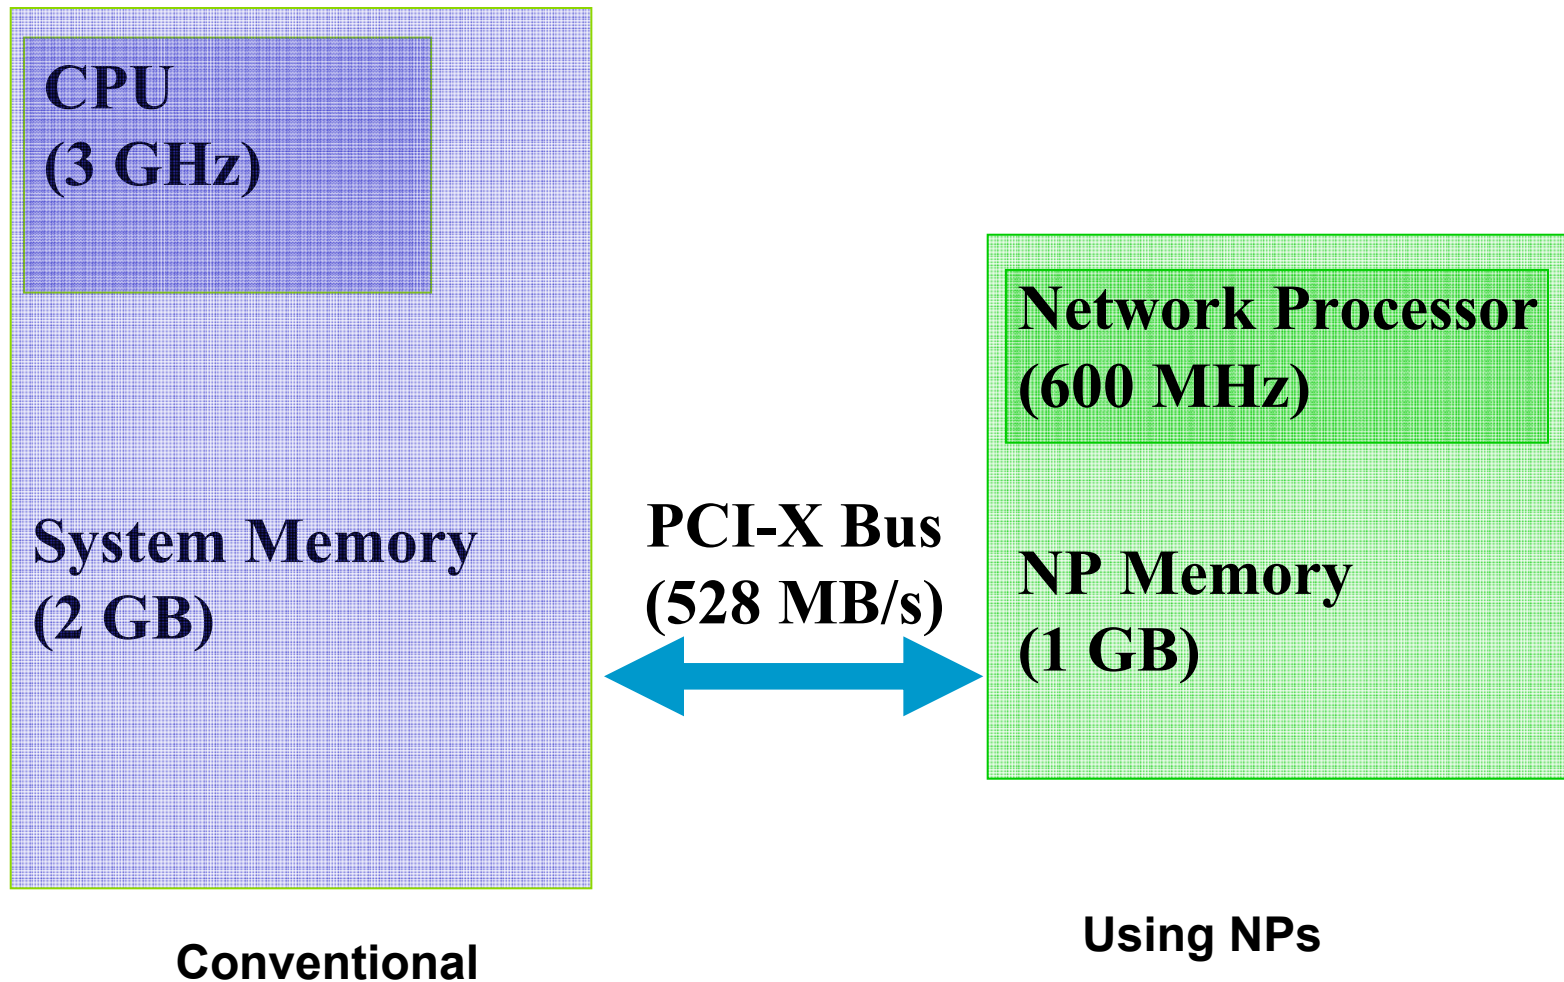 CPU
(3 GHz)
System Memory
(2 GB)
PCI-X Bus
(528 MB/s)
Network Processor
(600 MHz)
NP Memory
(1 GB)
Conventional
Using NPs